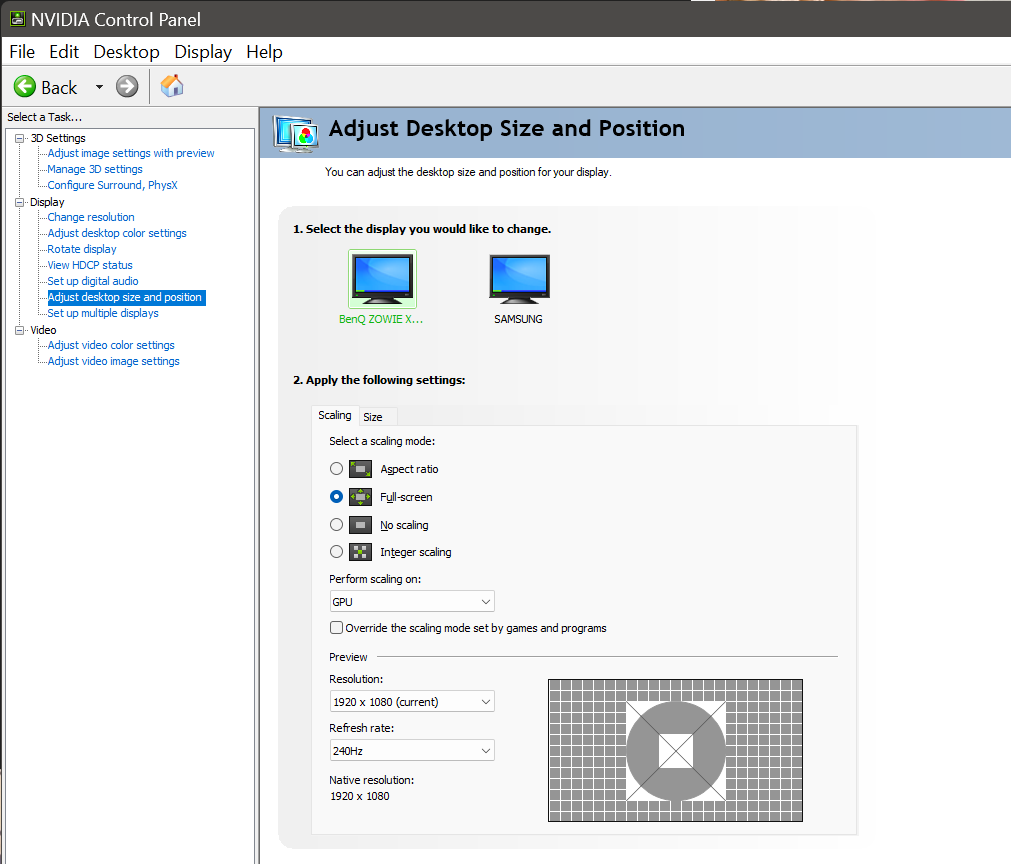 NVIDIA Control Panel
File Edit Desktop Display Help
Back
Select a Task...
3D Settings
Adjust image settings with preview
Manage 3D settings
Configure Surround, PhysX
Display
Change resolution
Adjust desktop color settings
Rotate display
View HDCP status
Set up digital audio
Adjust desktop size and position
Set up multiple displays
Video
Adjust video color settings
Adjust video image settings
Adjust Desktop Size and Position
You can adjust the desktop size and position for your display.
1. Select the display you would like to change.
BenQ ZOWIE X... SAMSUNG
2. Apply the following settings:
Scaling Size
Select a scaling mode:
Aspect ratio
Full-screen
No scaling
Integer scaling
Perform scaling on:
GPU
Override the scaling mode set by games and programs
Preview
Resolution:
1920 x 1080 (current)
Refresh rate:
240Hz
Native resolution:
1920 x 1080